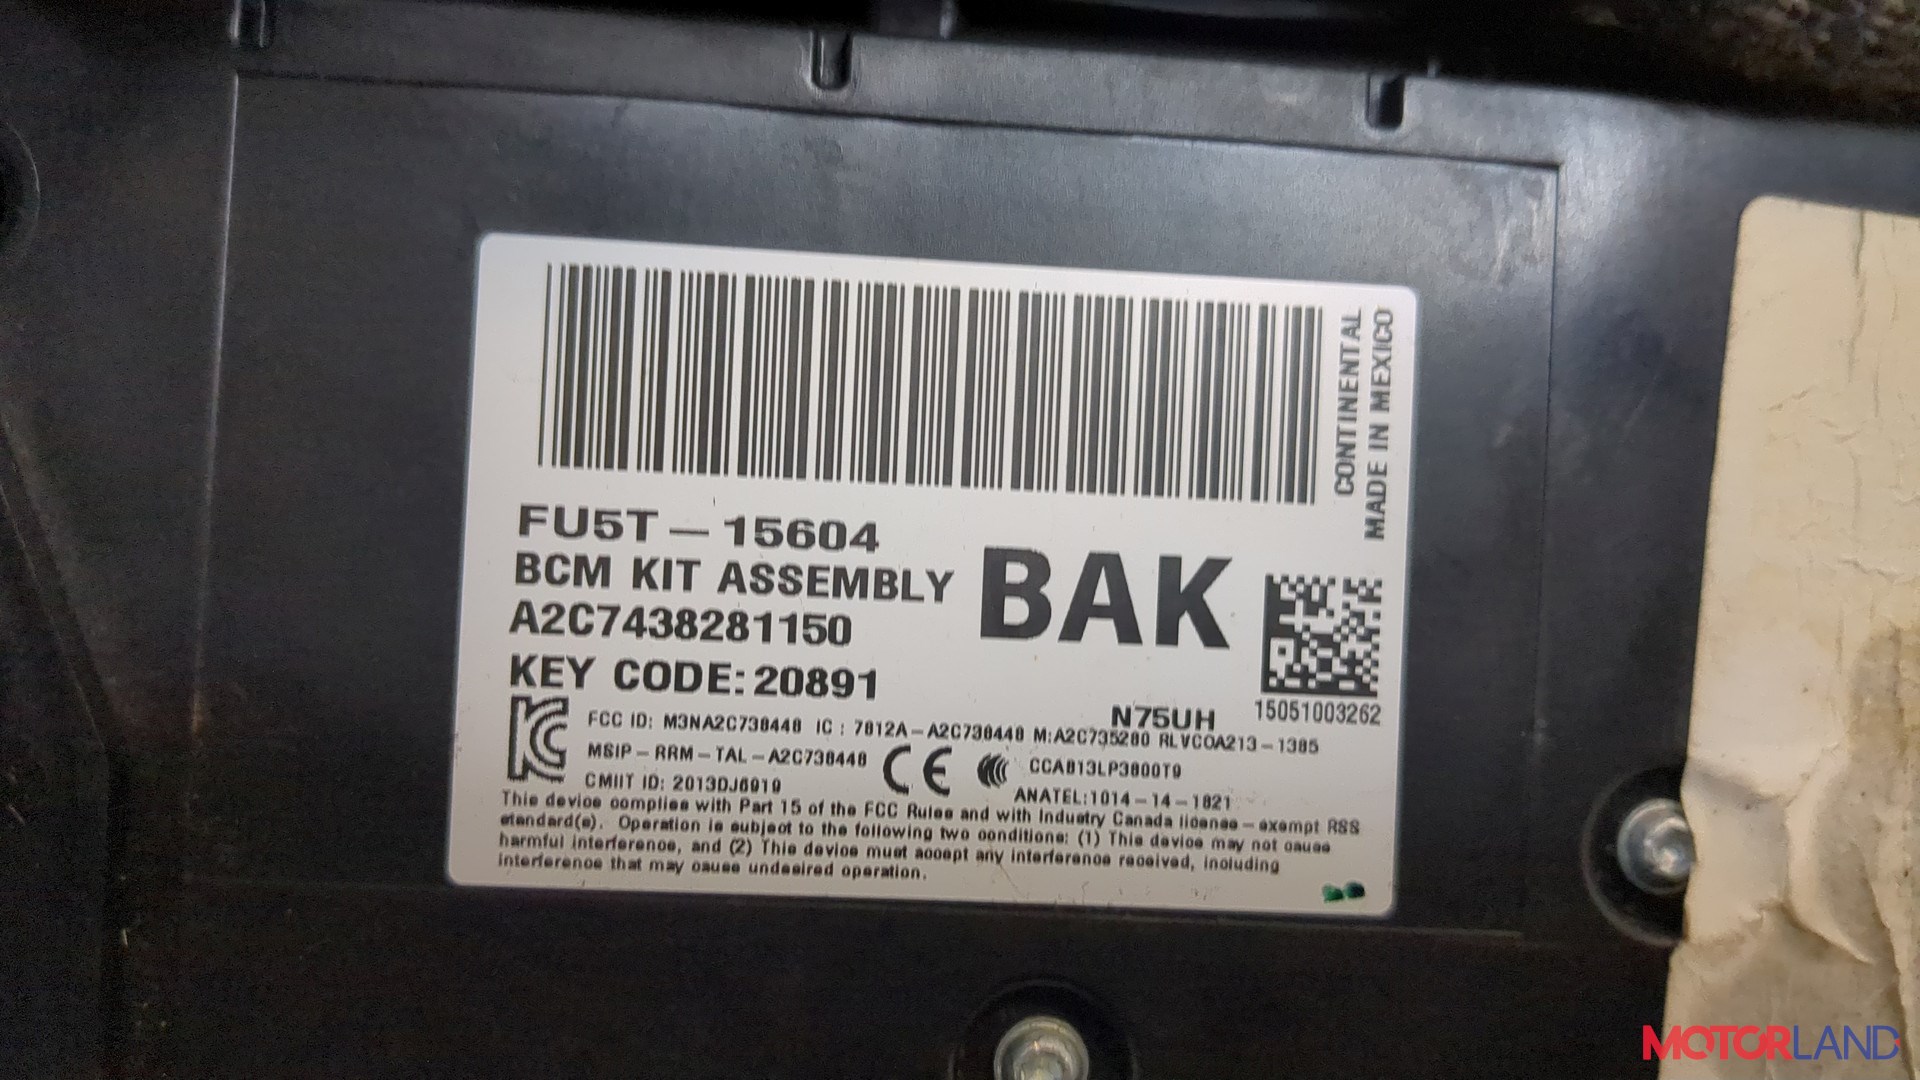 CONTINENTAL
MADE IN MEXICO
FU5T-15604
BCM KIT ASSEMBLY
BAK
A2C7438281150
KEY CODE: 20891
N75UH
15051003262
FCC ID: M3NA2C738448 IC : 7812A-A2C738448 M:A2C735280 RLVCOA213-1385
MSIP-RRM-TAL-A2C738448
CE
CCAB13LP3800T9
CMIIT ID: 2013DJ6919
ANATEL:1014-14-1821
This device complies with Part 15 of the FCC Rules and with Industry Canada license-exempt RSS
standard(s). Operation is subject to the following two conditions: (1) This device may not cause
harmful interference, and (2) This device must accept any interference received, including
interference that may cause undesired operation.
MOTORLAND